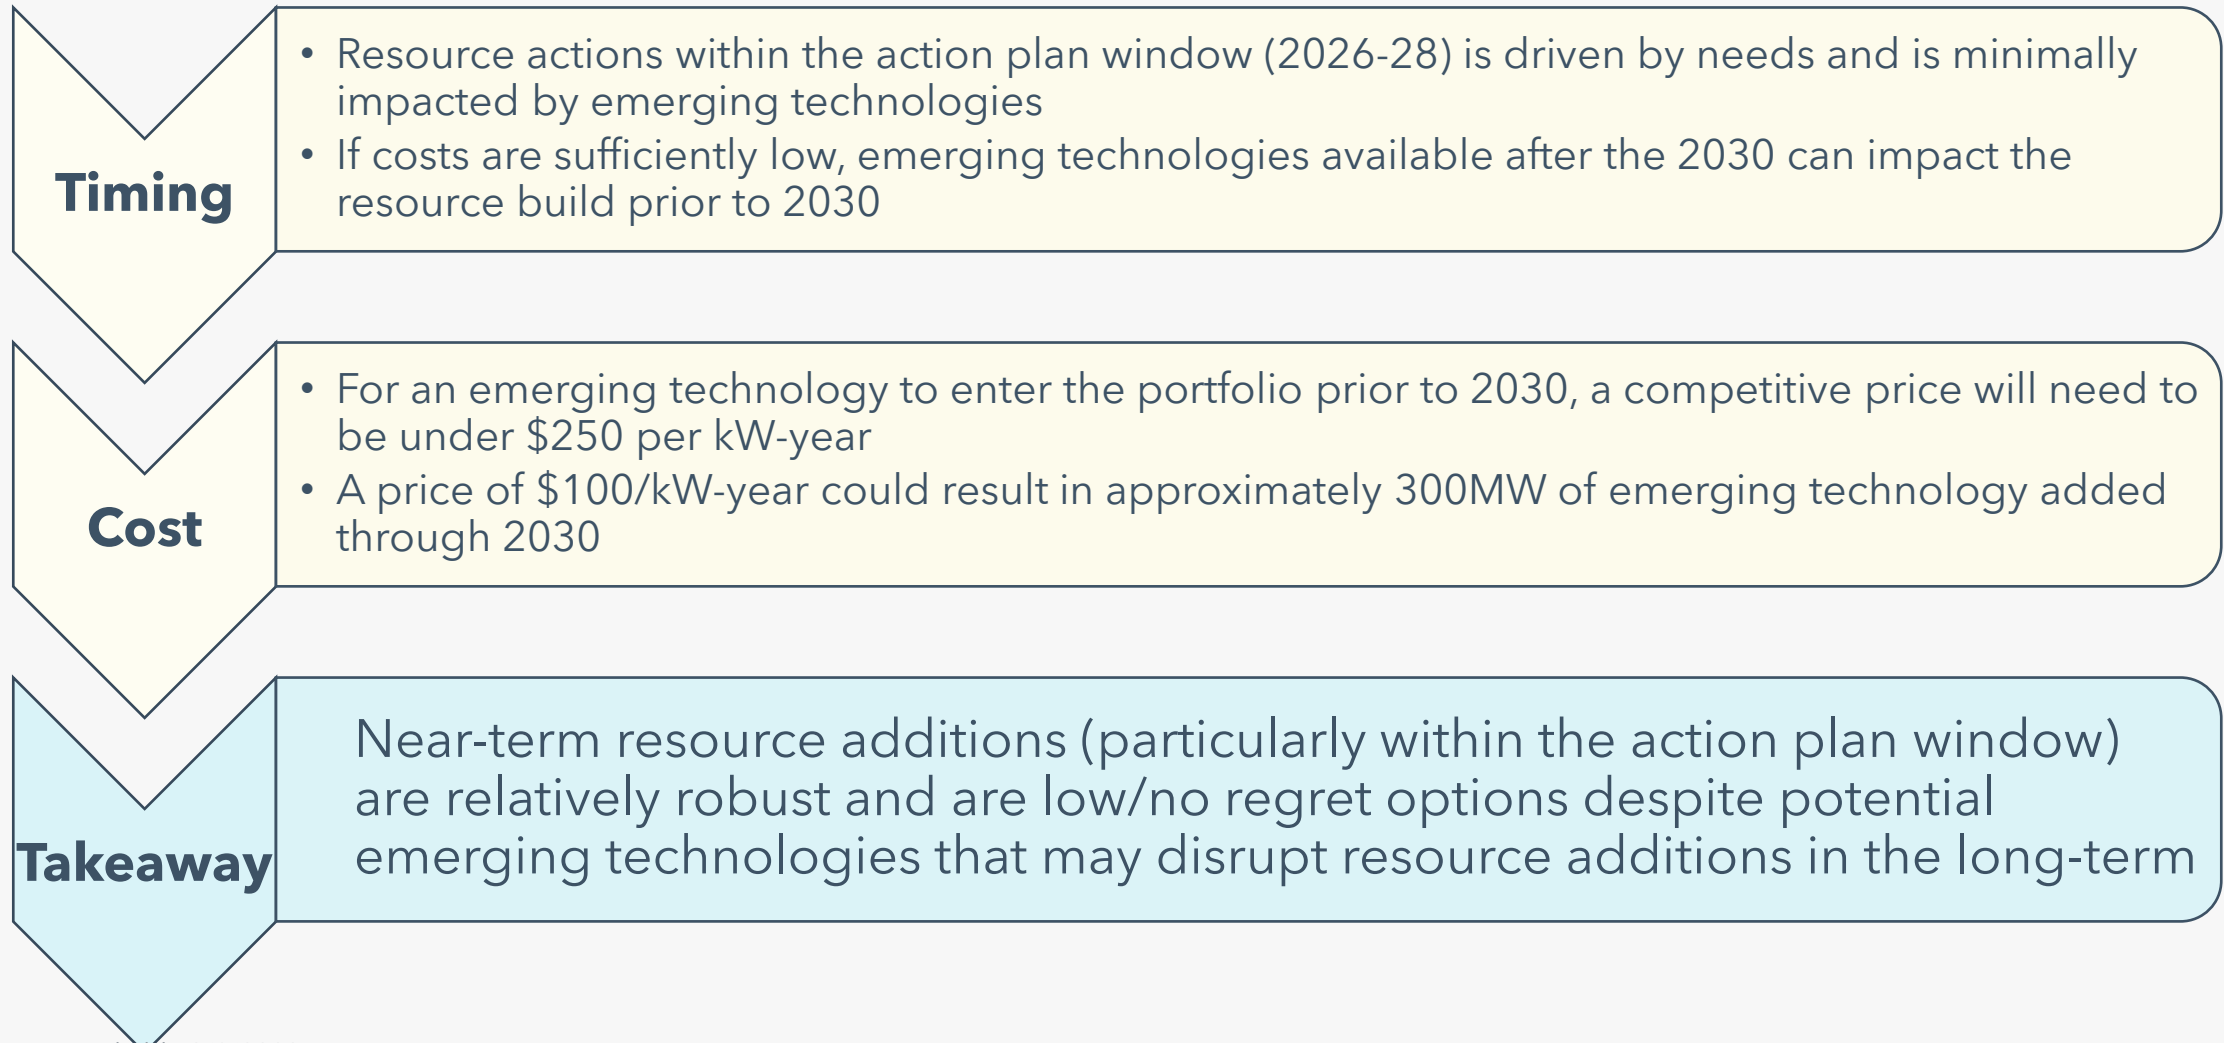 Timing
• Resource actions within the action plan window (2026-28) is driven by needs and is minimally
impacted by emerging technologies
• If costs are sufficiently low, emerging technologies available after the 2030 can impact the
resource build prior to 2030
Cost
• For an emerging technology to enter the portfolio prior to 2030, a competitive price will need to
be under $250 per kW-year
• A price of $100/kW-year could result in approximately 300MW of emerging technology added
through 2030
Takeaway
Near-term resource additions (particularly within the action plan window)
are relatively robust and are low/no regret options despite potential
emerging technologies that may disrupt resource additions in the long-term